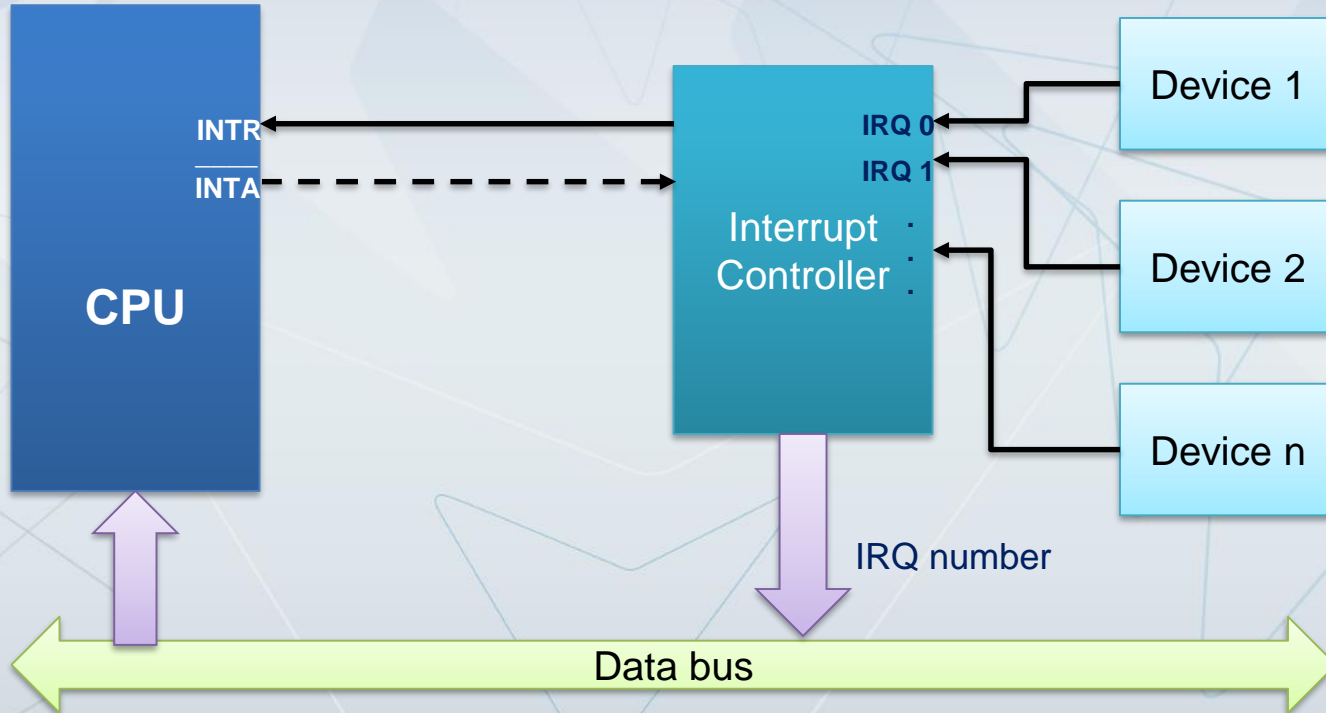 INTR
INTA
CPU
IRQ 0
IRQ 1
Interrupt
Controller
.
.
.
Device 1
Device 2
Device n
IRQ number
Data bus